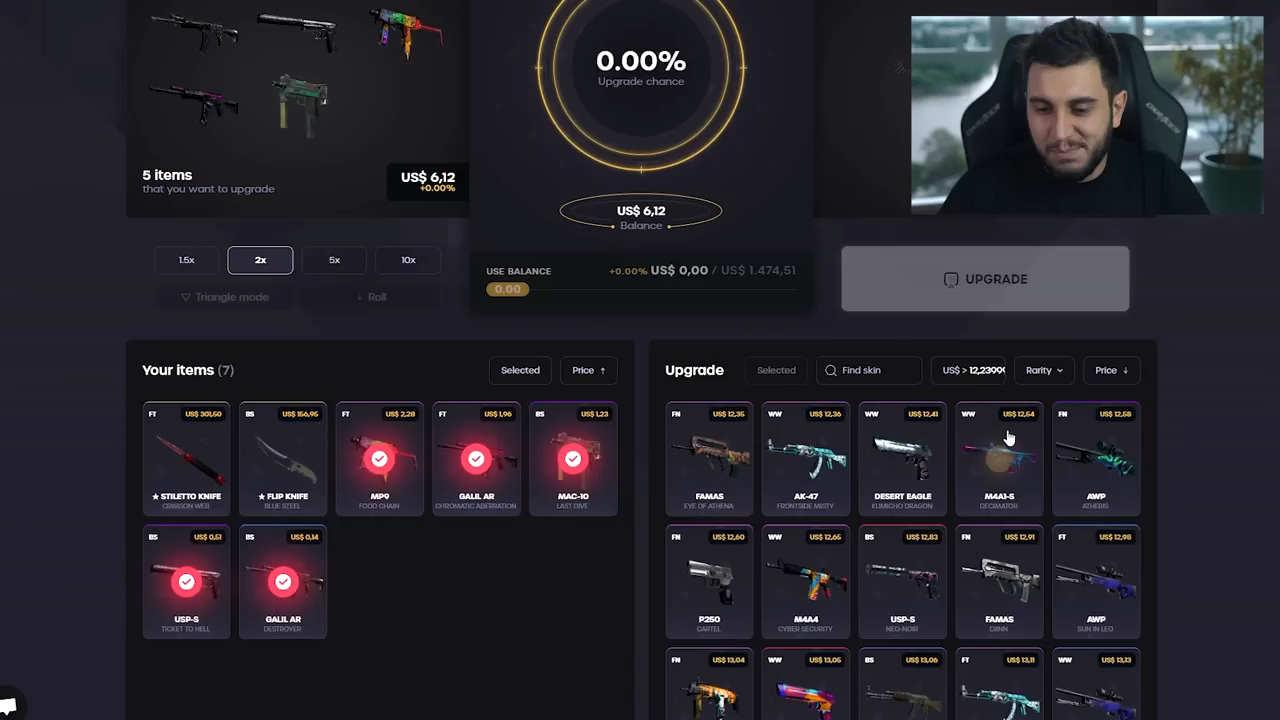 0.00%
Upgrade chance
5 items
that you want to upgrade
US$ 6,12
+0.00%
US$ 6,12
Balance
1.5x
2x
5x
10x
Triangle mode
Roll
USE BALANCE
+0.00% US$ 0,00 / US$ 1.474,51
0.00
UPGRADE
Your items (7)
Selected
Price ↑
Upgrade
Selected
Find skin
US$ > 12,2399
Rarity
Price ↓
FT US$ 301,50
★ STILETTO KNIFE
CRIMSON WEB
BS US$ 156,95
★ FLIP KNIFE
BLUE STEEL
FT US$ 2,28
MP9
FOOD CHAIN
FT US$ 1,96
GALIL AR
CHROMATIC ABERRATION
BS US$ 1,23
MAC-10
LAST DIVE
BS US$ 0,51
USP-S
TICKET TO HELL
BS US$ 0,14
GALIL AR
DESTROYER
FN US$ 12,35
FAMAS
EYE OF ATHENA
WW US$ 12,36
AK-47
FRONTSIDE MISTY
WW US$ 12,41
DESERT EAGLE
KUMICHO DRAGON
WW US$ 12,54
M4A1-S
DECIMATOR
FN US$ 12,58
AWP
ATHERIS
FN US$ 12,60
P250
CARTEL
WW US$ 12,65
M4A4
CYBER SECURITY
BS US$ 12,83
USP-S
NEO-NOIR
FN US$ 12,91
FAMAS
DJINN
FT US$ 12,98
AWP
SUN IN LEO
FN US$ 13,04
WW US$ 13,05
BS US$ 13,06
FT US$ 13,11
WW US$ 13,13